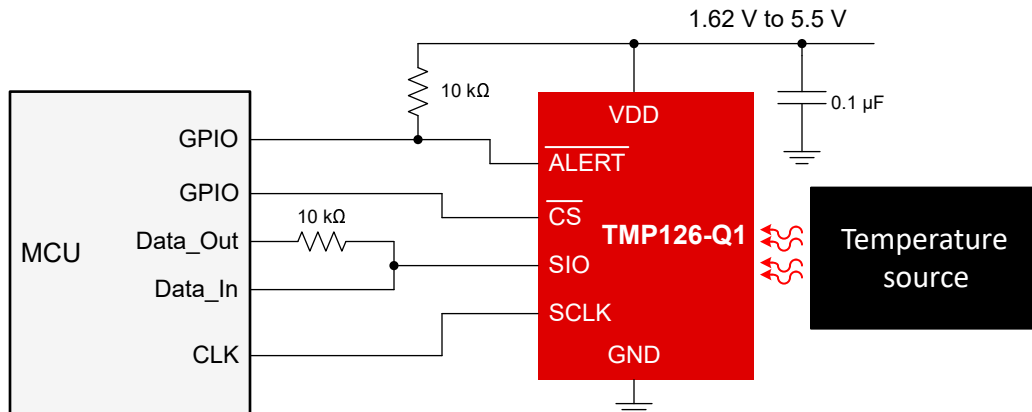 1.62 V to 5.5 V
10 kΩ
0.1 µF
VDD
GPIO
ALERT
GPIO
CS
10 kΩ
TMP126-Q1
Temperature
source
MCU
Data_Out
SIO
Data_In
SCLK
CLK
GND